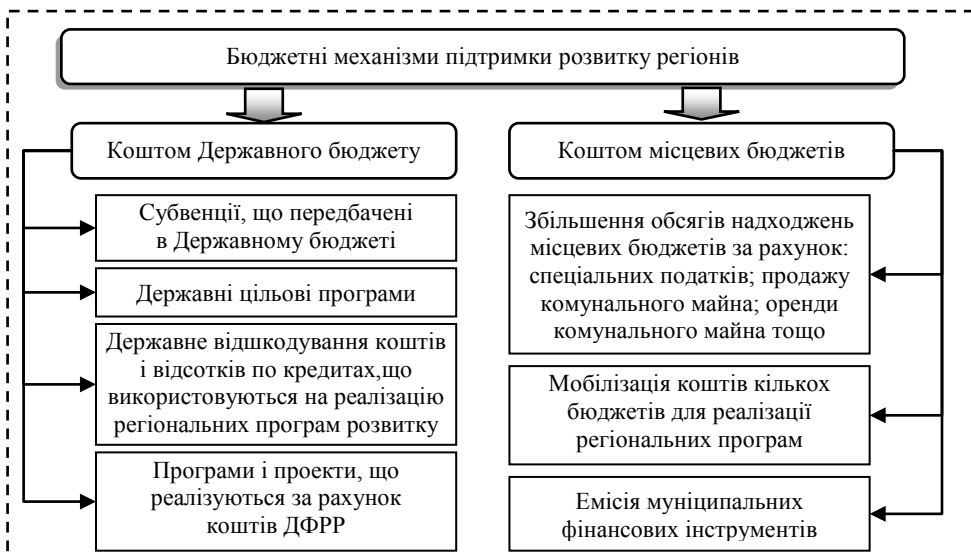 Бюджетні механізми підтримки розвитку регіонів
Коштом Державного бюджету
Субвенції, що передбачені
в Державному бюджеті
Державні цільові програми
Державне відшкодування коштів
і відсотків по кредитах,що
використовуються на реалізацію
регіональних програм розвитку
Програми і проекти, що
реалізуються за рахунок
коштів ДФРР
Коштом місцевих бюджетів
Збільшення обсягів надходжень
місцевих бюджетів за рахунок:
спеціальних податків; продажу
комунального майна; оренди
комунального майна тощо
Мобілізація коштів кількох
бюджетів для реалізації
регіональних програм
Емісія муніципальних
фінансових інструментів